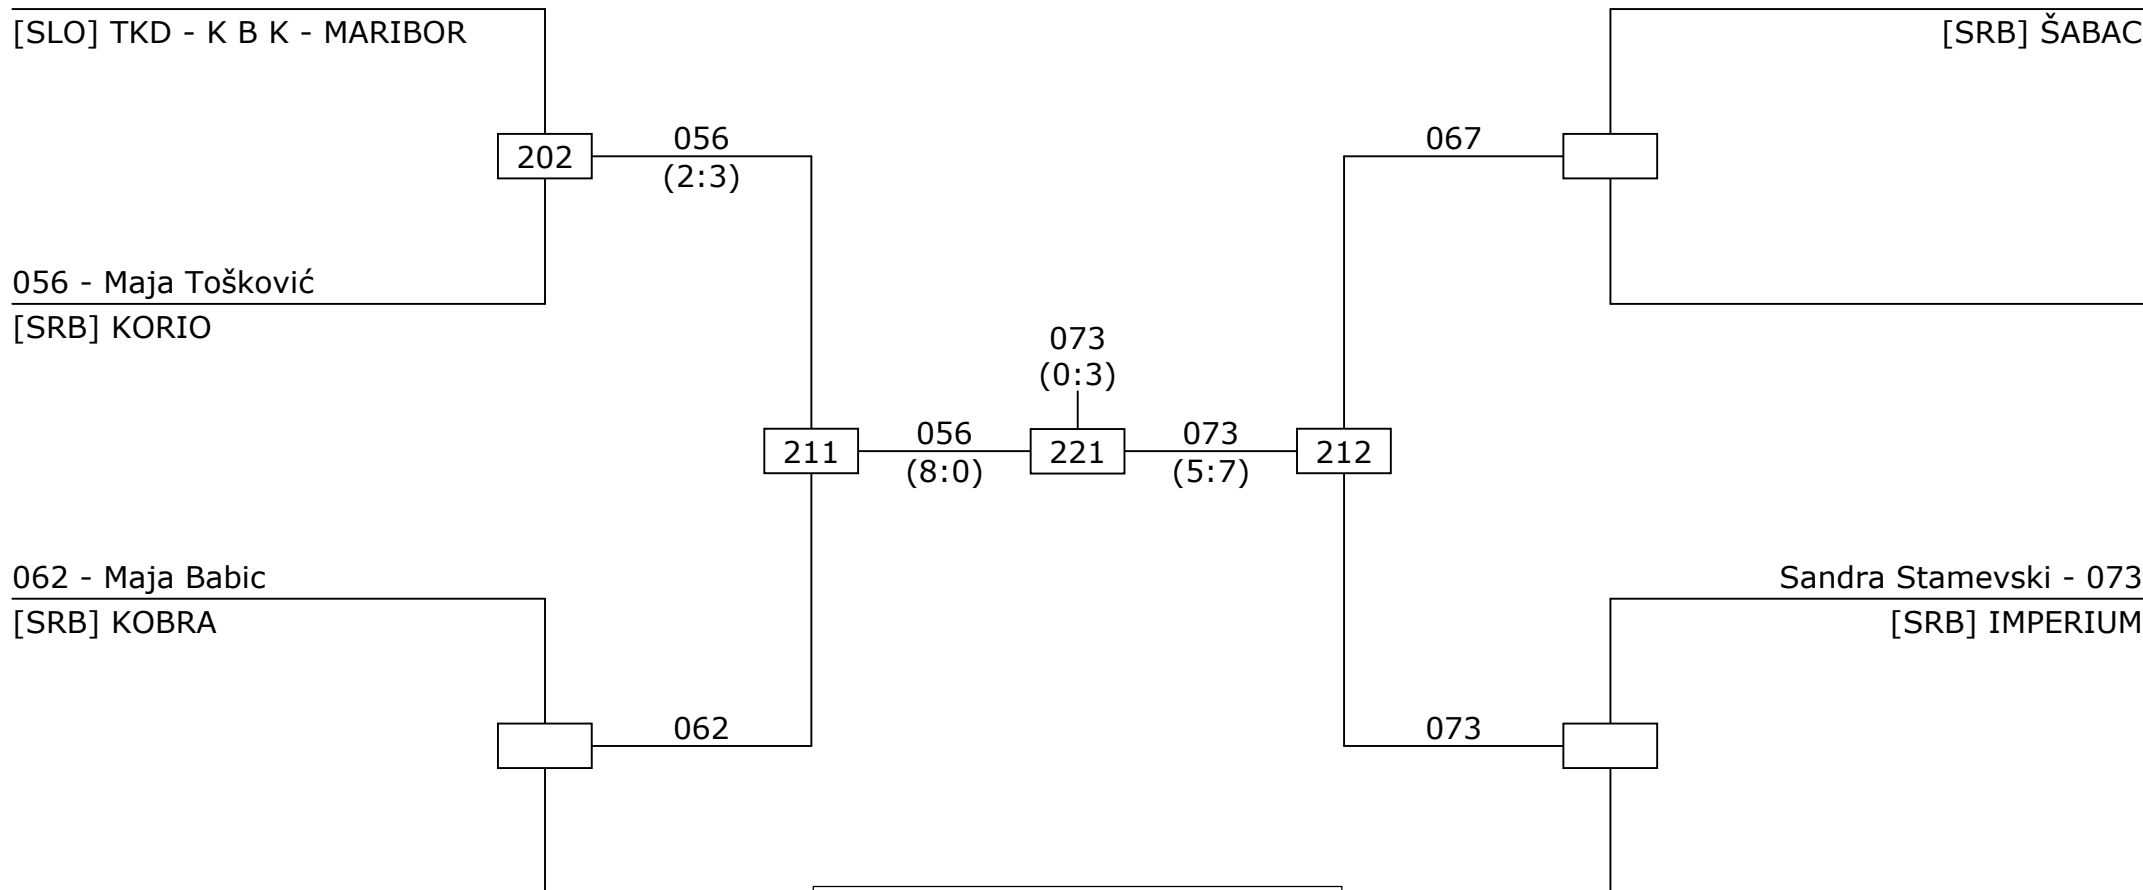 [SLO] TKD - K B K - MARIBOR
[SRB] ŠABAC
202
056
(2:3)
067
056 - Maja Tošković
[SRB] KORIO
073
(0:3)
211
056
(8:0)
221
073
(5:7)
212
062 - Maja Babic
[SRB] KOBRA
Sandra Stamevski - 073
[SRB] IMPERIUM
062
073